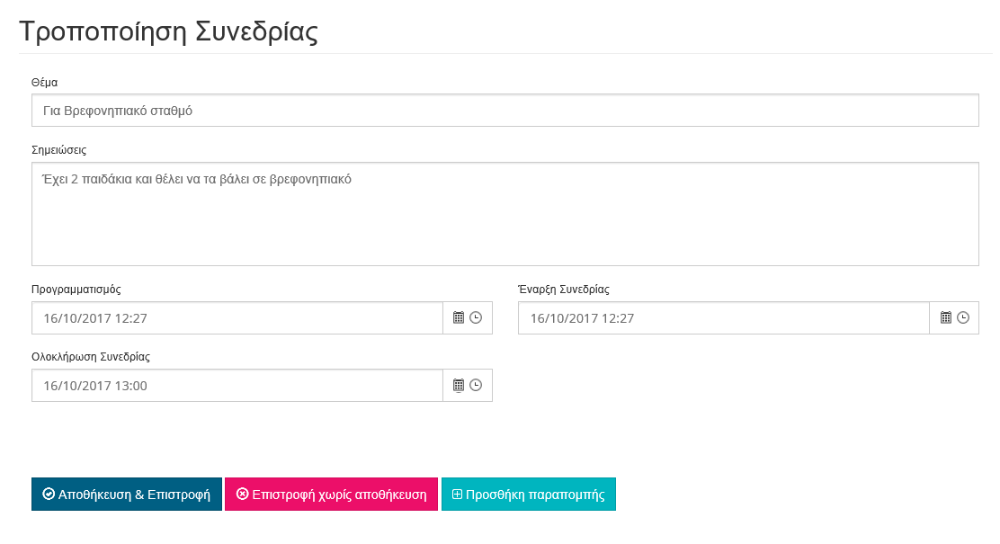 Τροποποίηση Συνεδρίας
Θέμα
Για Βρεφονηπιακό σταθμό
Σημειώσεις
Έχει 2 παιδάκια και θέλει να τα βάλει σε βρεφονηπιακό
Προγραμματισμός
Έναρξη Συνεδρίας
16/10/2017 12:27
16/10/2017 12:27
Ολοκλήρωση Συνεδρίας
16/10/2017 13:00
Αποθήκευση & Επιστροφή
Επιστροφή χωρίς αποθήκευση
Προσθήκη παραπομπής